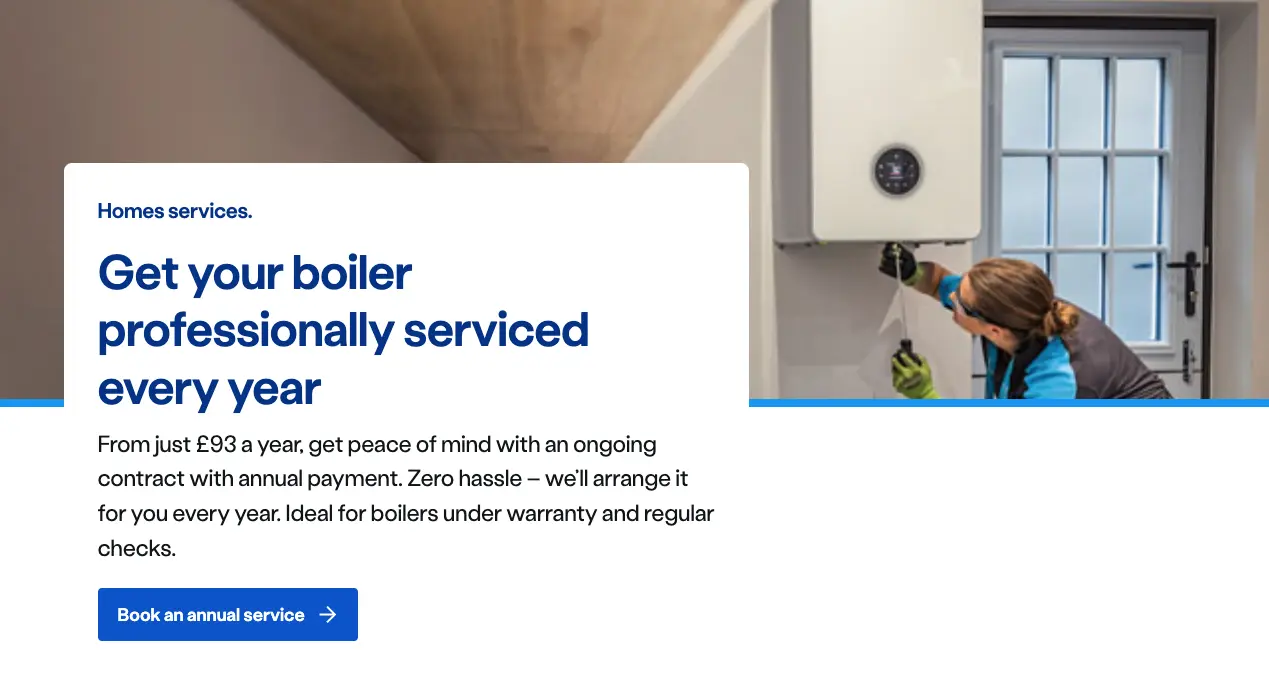 Homes services.
Get your boiler
professionally serviced
every year
From just £93 a year, get peace of mind with an ongoing
contract with annual payment. Zero hassle – we'll arrange it
for you every year. Ideal for boilers under warranty and regular
checks.
Book an annual service